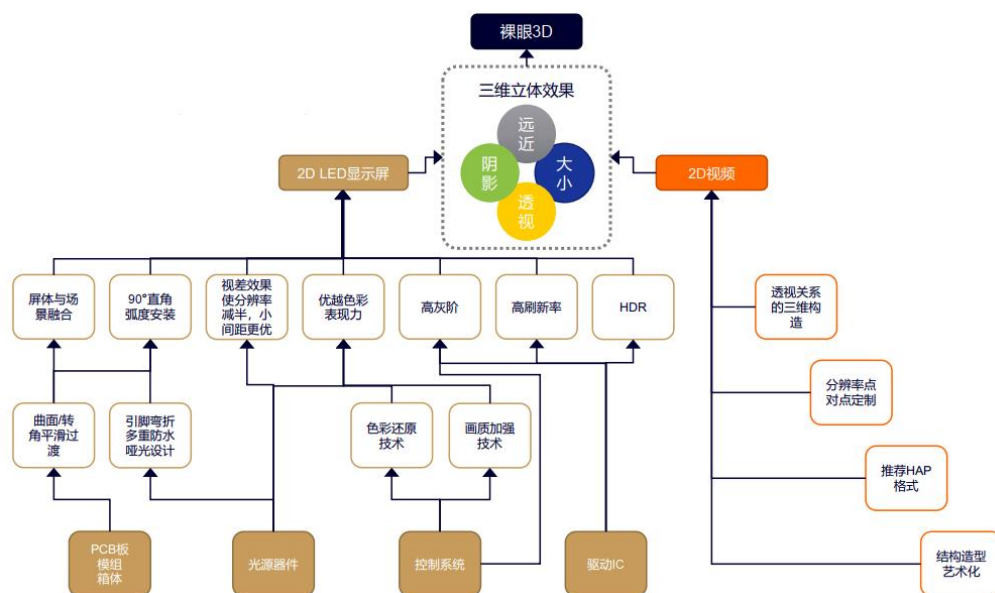 裸眼3D
三维立体效果
远
近
阴
影
大
小
透
视
2D LED显示屏
2D视频
屏体与场
景融合
90°直角
弧度安装
视差效果
使分辨率
减半，小
间距更优
优越色彩
表现力
高灰阶
高刷新率
HDR
透视关系
的三维构
造
分辨率点
对点定制
曲面/转
角平滑过
渡
引脚弯折
多重防水
哑光设计
色彩还原
技术
画质加强
技术
推荐HAP
格式
PCB板
模组
箱体
光源器件
控制系统
驱动IC
结构造型
艺术化